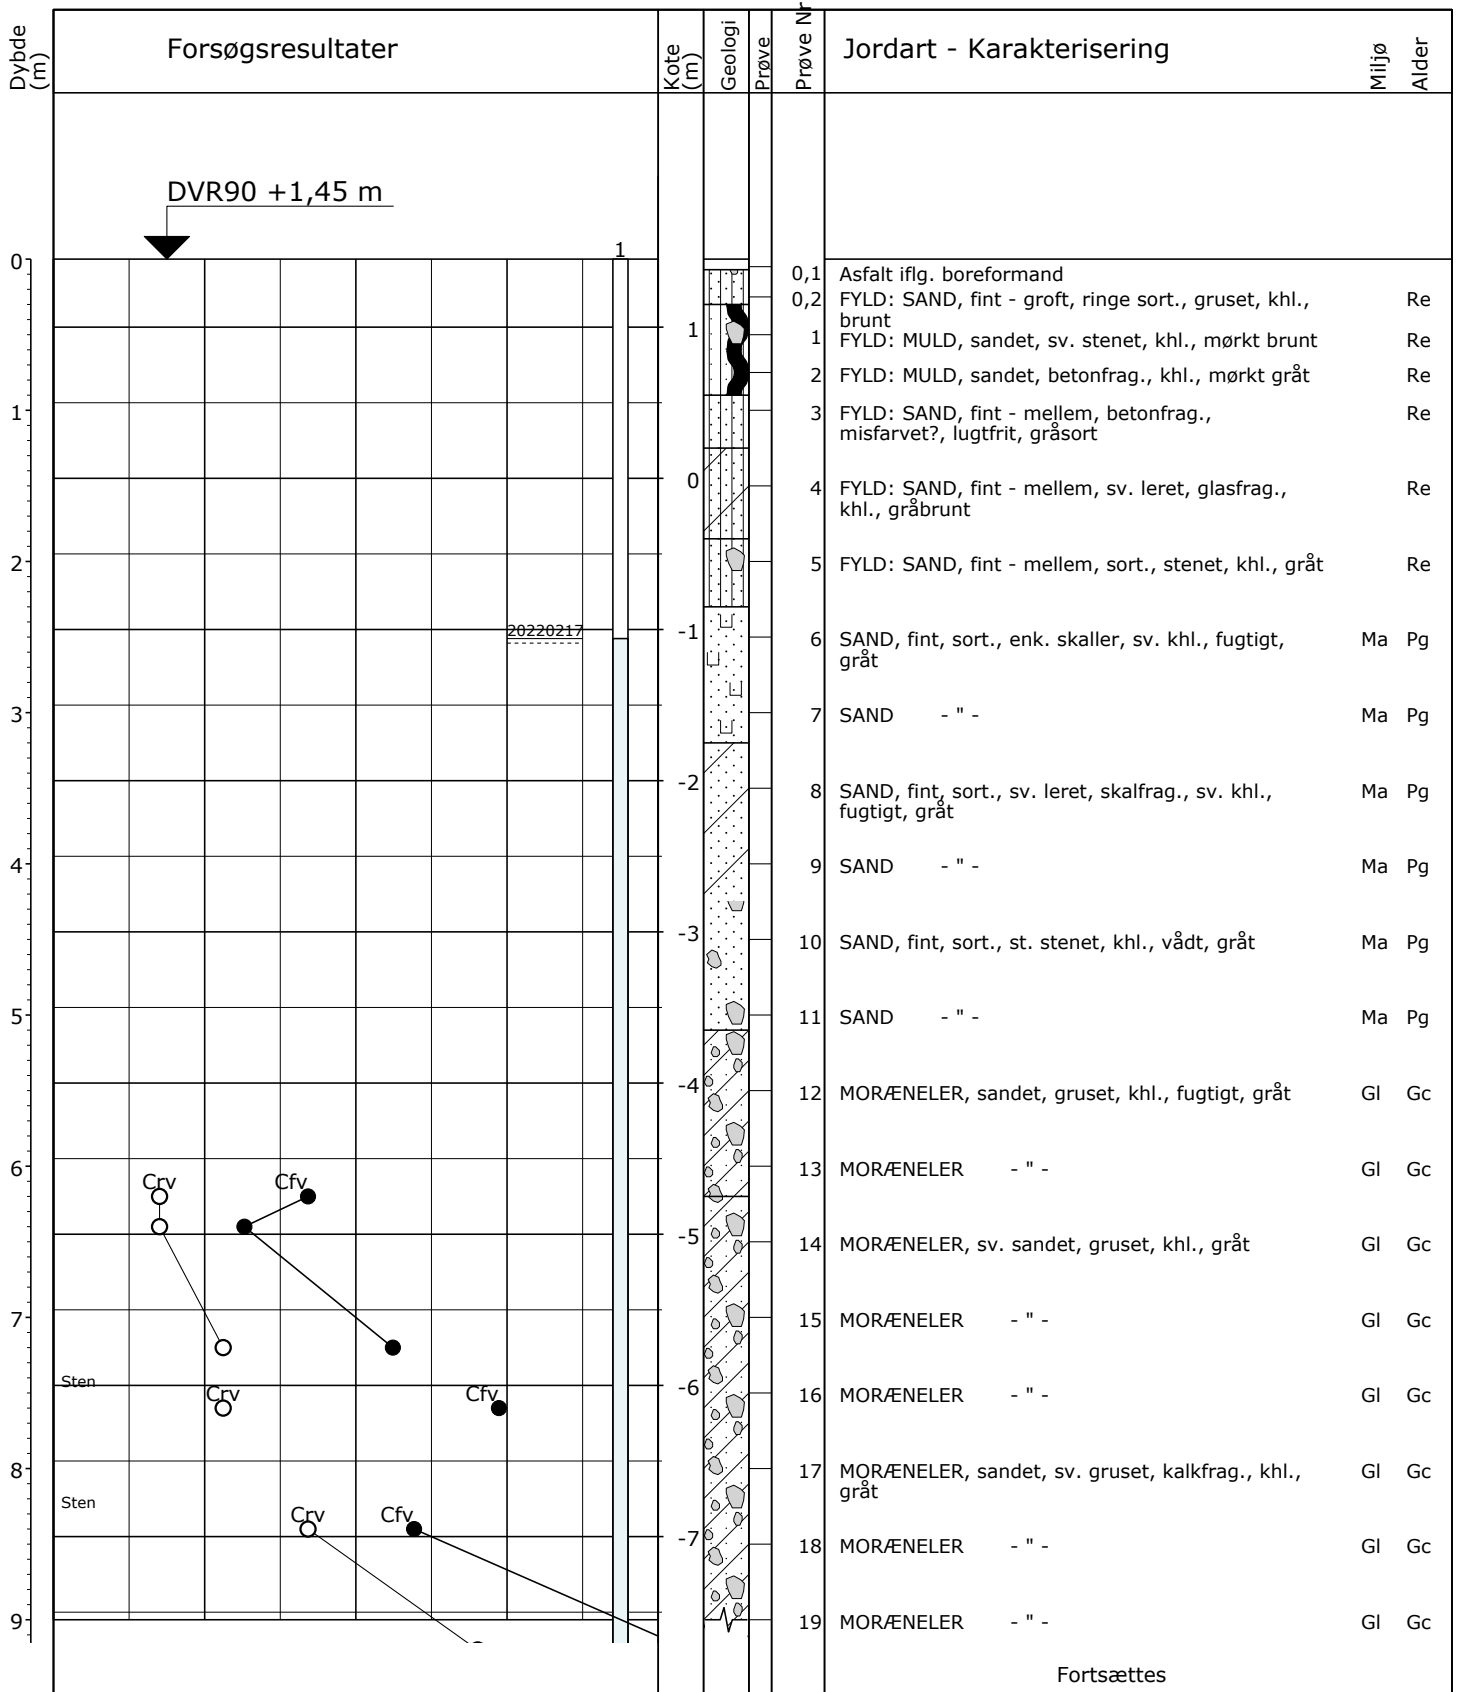 Dybde
(m)
Forsøgsresultater
Kote
(m)
Geologi
Prøve
Prøve Nr
Jordart - Karakterisering
Miljø
Alder
DVR90 +1,45 m
1
0
0,1 Asfalt iflg. boreformand
0,2 FYLD: SAND, fint - groft, ringe sort., gruset, khl., Re
brunt
1
1 FYLD: MULD, sandet, sv. stenet, khl., mørkt brunt Re
2 FYLD: MULD, sandet, betonfrag., khl., mørkt gråt Re
1
3 FYLD: SAND, fint - mellem, betonfrag., Re
misfarvet?, lugtfrit, gråsort
0
4 FYLD: SAND, fint - mellem, sv. leret, glasfrag., Re
khl., gråbrunt
2
5 FYLD: SAND, fint - mellem, sort., stenet, khl., gråt Re
20220217
-1
6 SAND, fint, sort., enk. skaller, sv. khl., fugtigt, Ma Pg
gråt
3
7 SAND - " - Ma Pg
-2
8 SAND, fint, sort., sv. leret, skalfrag., sv. khl., Ma Pg
fugtigt, gråt
4
9 SAND - " - Ma Pg
-3
10 SAND, fint, sort., st. stenet, khl., vådt, gråt Ma Pg
5
11 SAND - " - Ma Pg
-4
12 MORÆNELER, sandet, gruset, khl., fugtigt, gråt Gl Gc
6
13 MORÆNELER - " - Gl Gc
Crv Cfv
-5
14 MORÆNELER, sv. sandet, gruset, khl., gråt Gl Gc
7
15 MORÆNELER - " - Gl Gc
Sten
-6
Crv Cfv
16 MORÆNELER - " - Gl Gc
8
17 MORÆNELER, sandet, sv. gruset, kalkfrag., khl., Gl Gc
gråt
Sten
Crv Cfv
-7
18 MORÆNELER - " - Gl Gc
9
19 MORÆNELER - " - Gl Gc
Fortsættes